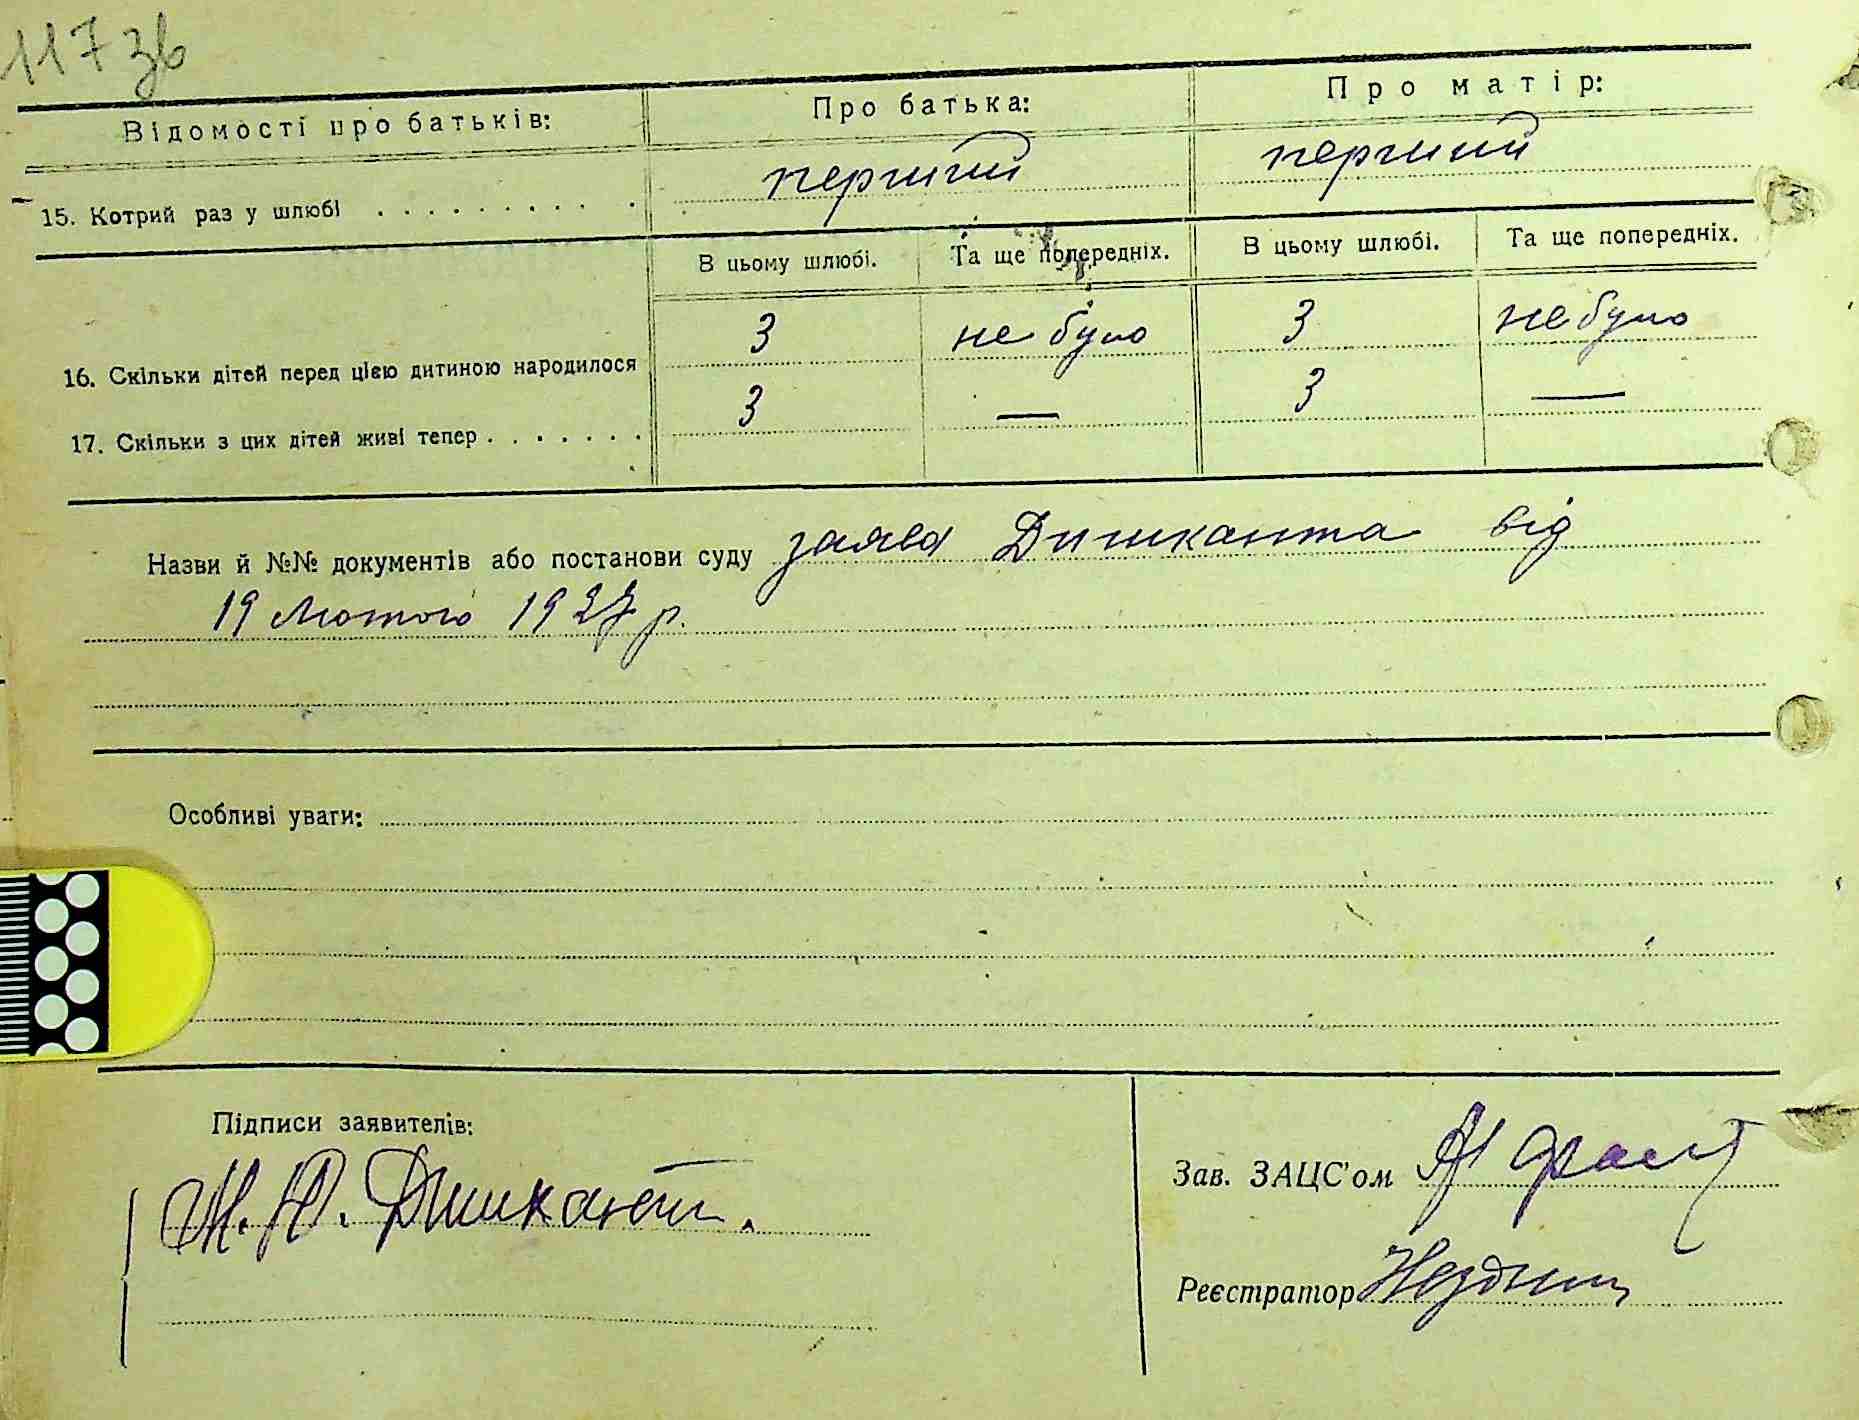 117 зв
Відомості про батьків: Про батька: Про матір:
15. Котрий раз у шлюбі . . . . . . . . . . перший перший
В цьому шлюбі. Та ще попередніх. В цьому шлюбі. Та ще попередніх.
16. Скільки дітей перед цією дитиною народилося 3 не було 3 не було
17. Скільки з цих дітей живі тепер . . . . . . . 3 — 3 —
Назви й №№ документів або постанови суду заява Дишканта від
19 лютого 1927 р.
Особливі уваги:
Підписи заявителів:
М. Ю. Дишкант.
Зав. ЗАЦС'ом
Реєстратор